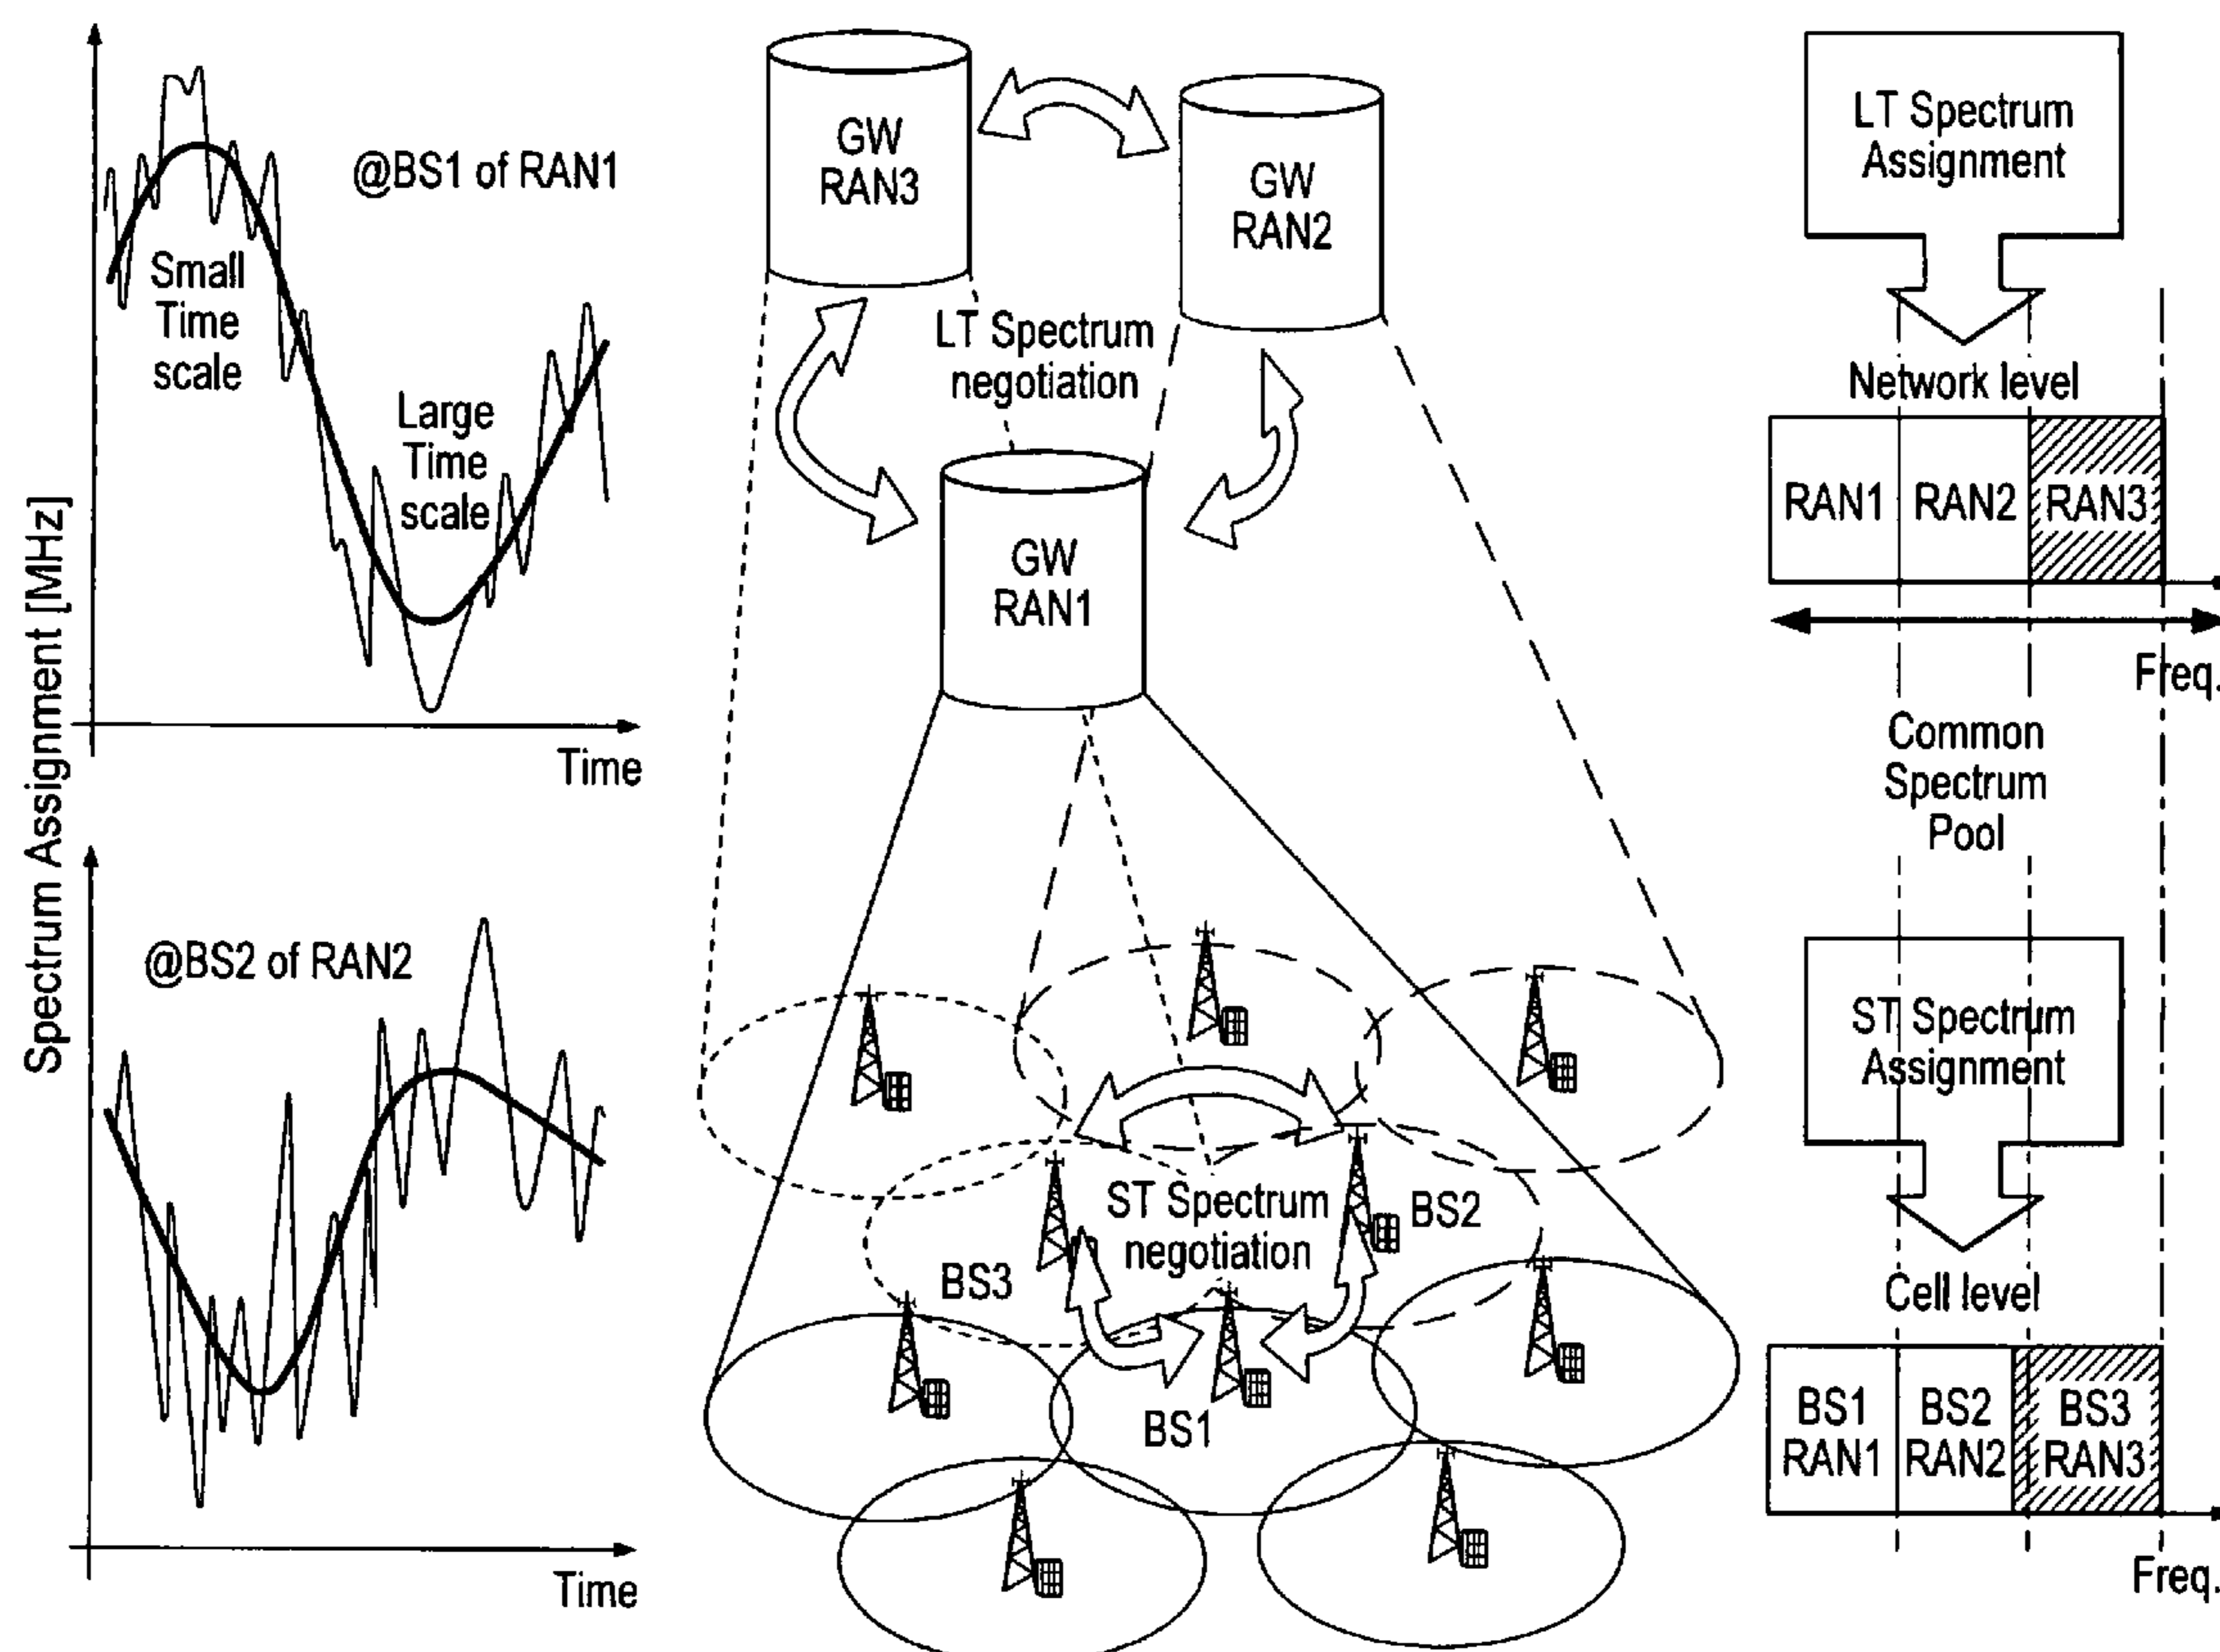 Spectrum Assignment [MHz]
@BS1 of RAN1
Small
Time
scale
Large
Time
scale
Time
@BS2 of RAN2
Time
GW
RAN3
GW
RAN2
LT Spectrum
negotiation
GW
RAN1
ST Spectrum
negotiation
BS2
BS3
BS1
LT Spectrum
Assignment
Network level
RAN1 RAN2 RAN3
Freq.
Common
Spectrum
Pool
ST Spectrum
Assignment
Cell level
BS1 BS2 BS3
RAN1 RAN2 RAN3
Freq.